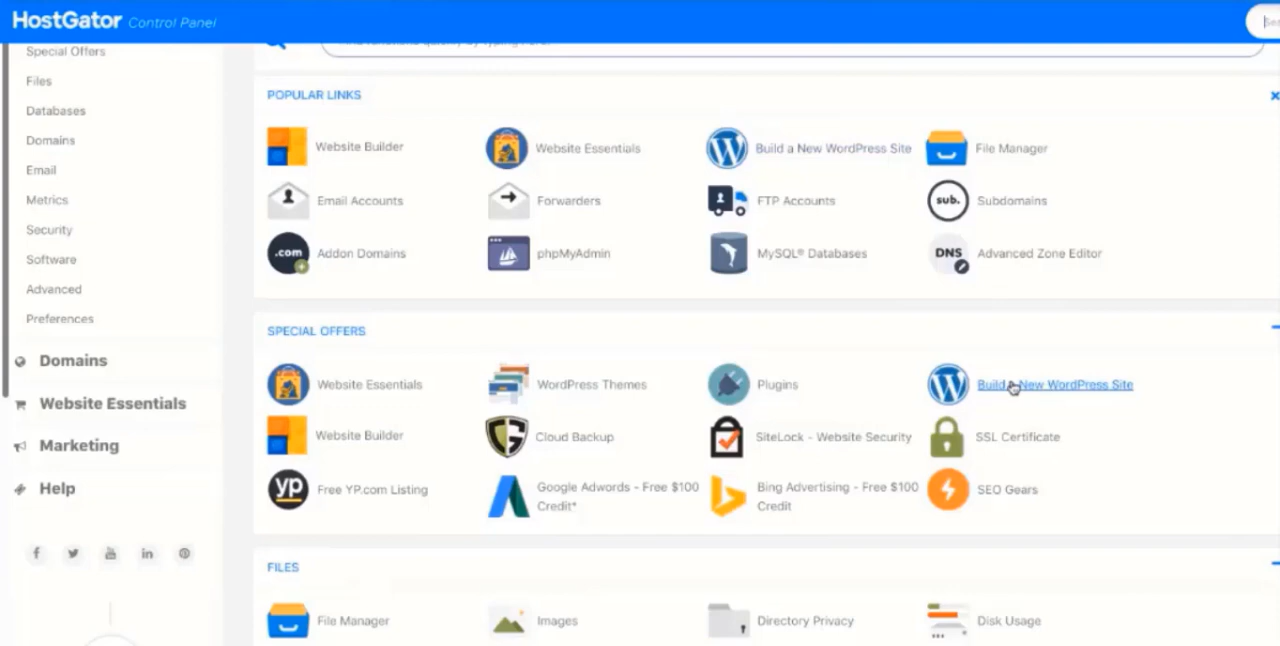 HostGator Control Panel
Special Offers
Files
Databases
Domains
Email
Metrics
Security
Software
Advanced
Preferences
Domains
Website Essentials
Marketing
Help
POPULAR LINKS
Website Builder
Website Essentials
Build a New WordPress Site
File Manager
Email Accounts
Forwarders
FTP Accounts
sub.
Subdomains
.com
Addon Domains
phpMyAdmin
MySQL® Databases
DNS
Advanced Zone Editor
SPECIAL OFFERS
Website Essentials
WordPress Themes
Plugins
Build a New WordPress Site
Website Builder
Cloud Backup
SiteLock - Website Security
SSL Certificate
yp
Free YP.com Listing
Google Adwords - Free $100
Credit*
Bing Advertising - Free $100
Credit
SEO Gears
FILES
File Manager
Images
Directory Privacy
Disk Usage